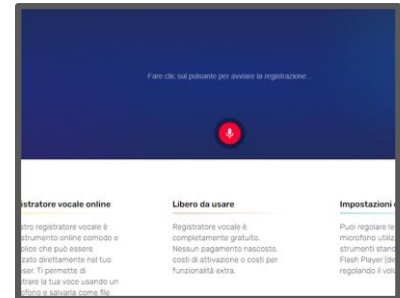 Fare clic sul pulsante per avviare la registrazione...
istratore vocale online
stro registratore vocale è
strumento online comodo e
plice che può essere
zzato direttamente nel tuo
wser. Ti permette di
strare la tua voce usando un
ofono e salvarla come file
Libero da usare
Registratore vocale è
completamente gratuito.
Nessun pagamento nascosto,
costi di attivazione o costi per
funzionalità extra.
Impostazioni
Puoi regolare le
microfono utiliz
strumenti stand
Flash Player (di
regolando il volu